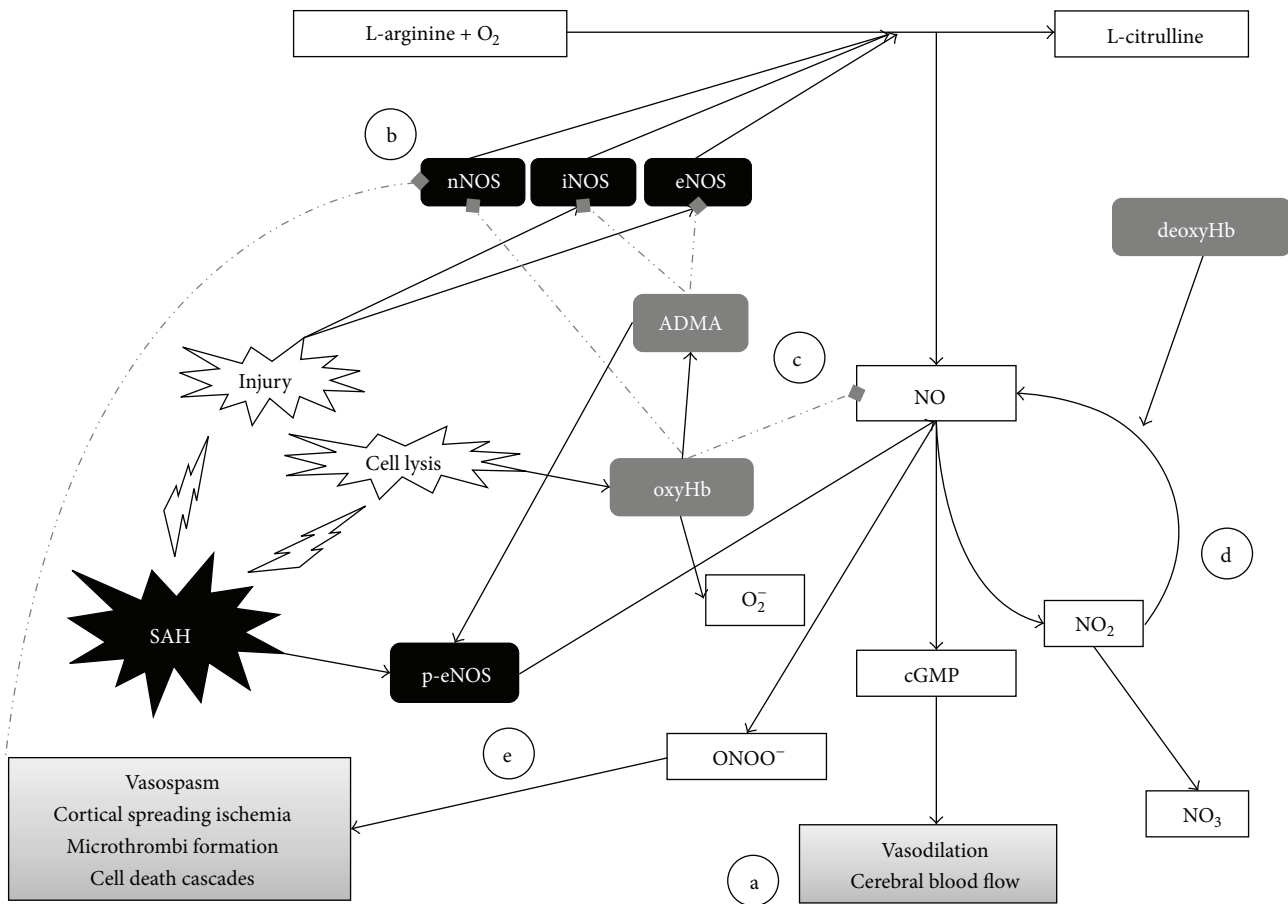 L-arginine + O₂
L-citrulline
b
nNOS
iNOS
eNOS
deoxyHb
ADMA
c
Injury
NO
Cell lysis
oxyHb
d
O₂⁻
NO₂
SAH
p-eNOS
cGMP
e
ONOO⁻
Vasospasm
Cortical spreading ischemia
Microthrombi formation
Cell death cascades
NO₃
a
Vasodilation
Cerebral blood flow